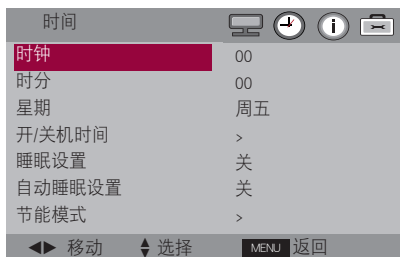 时间
时钟 00
时分 00
星期 周五
开/关机时间 >
睡眠设置 关
自动睡眠设置 关
节能模式 >
移动 选择 MENU 返回